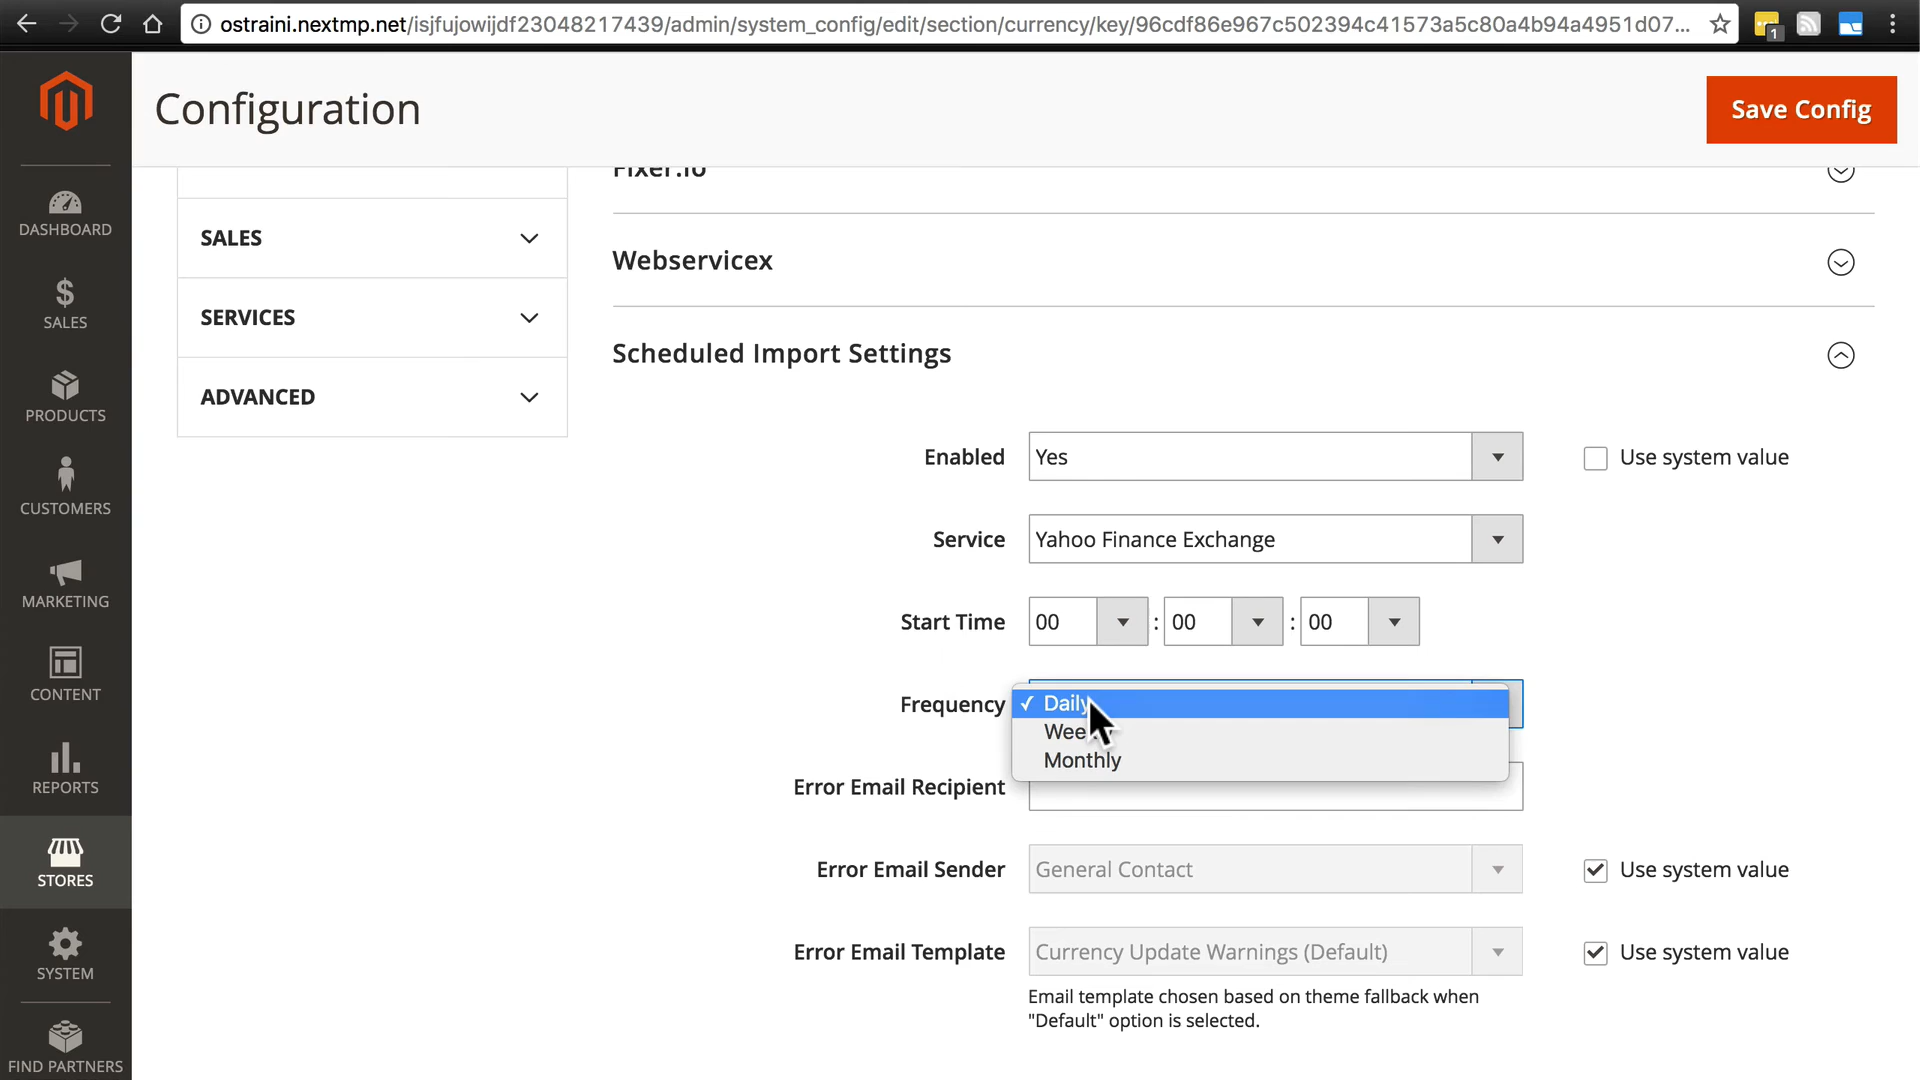 ostraini.nextmp.net/isjfujowijdf23048217439/admin/system_config/edit/section/currency/key/96cdf86e967c502394c41573a5c80a4b94a4951d07...
1
Configuration
Save Config
DASHBOARD
$
SALES
PRODUCTS
CUSTOMERS
MARKETING
CONTENT
REPORTS
STORES
SYSTEM
FIND PARTNERS
SALES
SERVICES
ADVANCED
Fixer.io
Webservicex
Scheduled Import Settings
Enabled Yes Use system value
Service Yahoo Finance Exchange
Start Time 00 : 00 : 00
Frequency ✓ Daily
Monthly
Error Email Recipient
Error Email Sender General Contact Use system value
Error Email Template Currency Update Warnings (Default) Use system value
Email template chosen based on theme fallback when
"Default" option is selected.